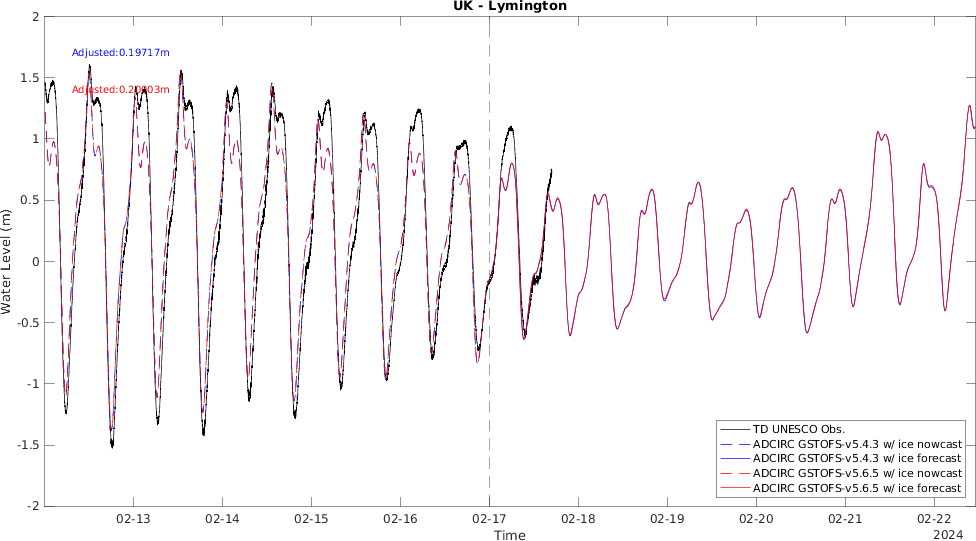 UK - Lymington
2
1.5
1
0.5
0
-0.5
-1
-1.5
-2
Water Level (m)
Adjusted:0.19717m
Adjusted:0.20903m
TD UNESCO Obs.
ADCIRC GSTOFS-v5.4.3 w/ ice nowcast
ADCIRC GSTOFS-v5.4.3 w/ ice forecast
ADCIRC GSTOFS-v5.6.5 w/ ice nowcast
ADCIRC GSTOFS-v5.6.5 w/ ice forecast
02-13 02-14 02-15 02-16 02-17 02-18 02-19 02-20 02-21 02-22
Time
2024